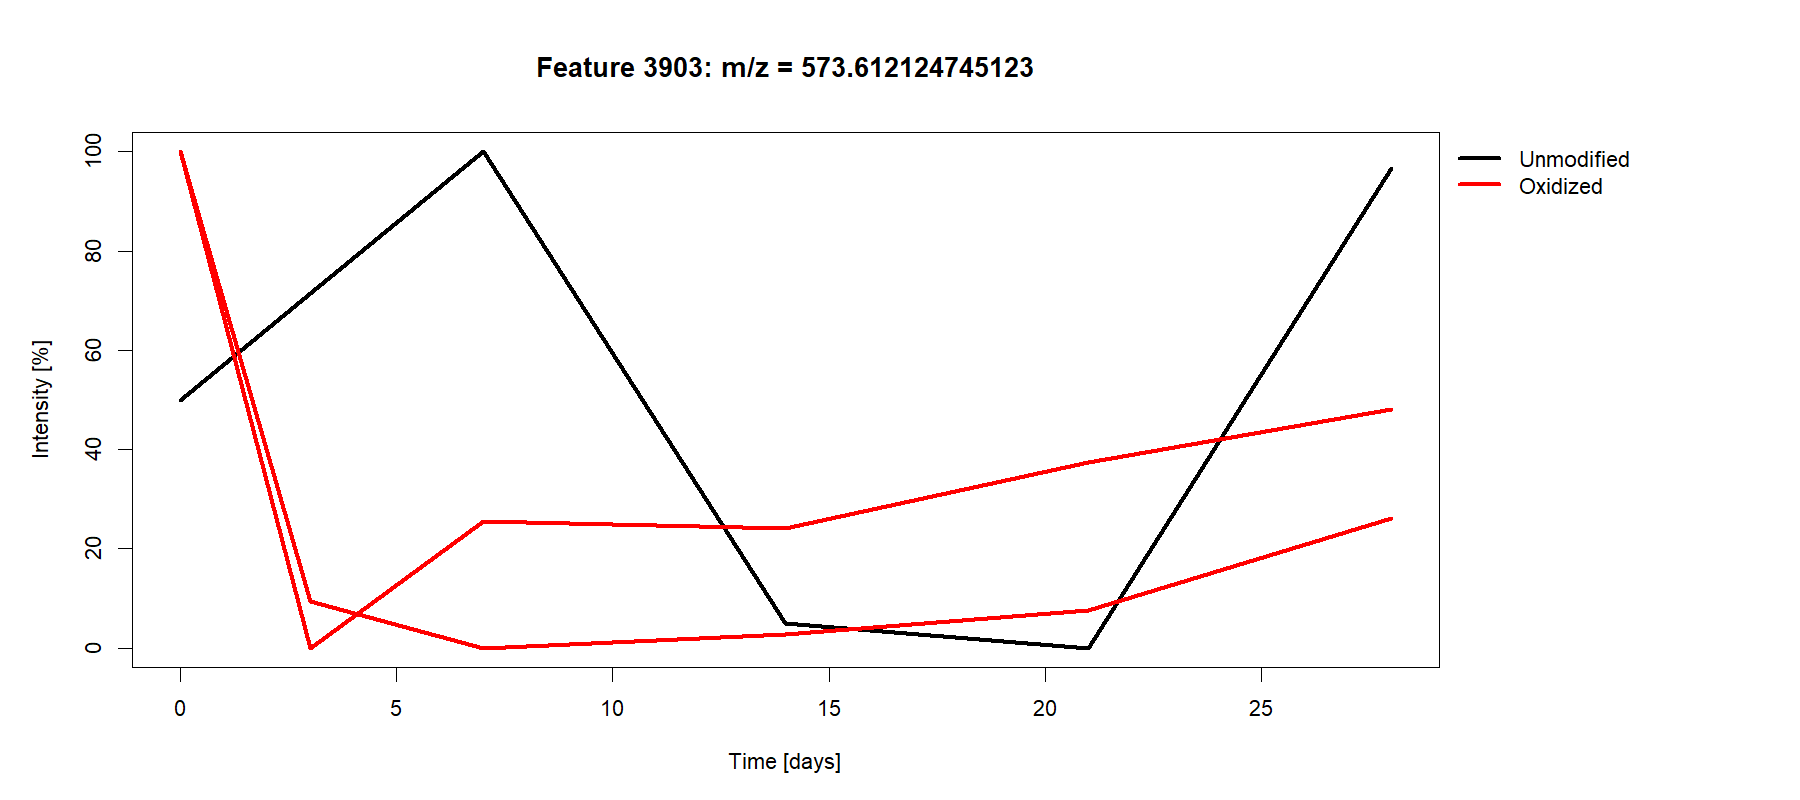 Feature 3903: m/z = 573.612124745123
Unmodified
Oxidized
Intensity [%]
100
80
60
40
20
0
0 5 10 15 20 25
Time [days]